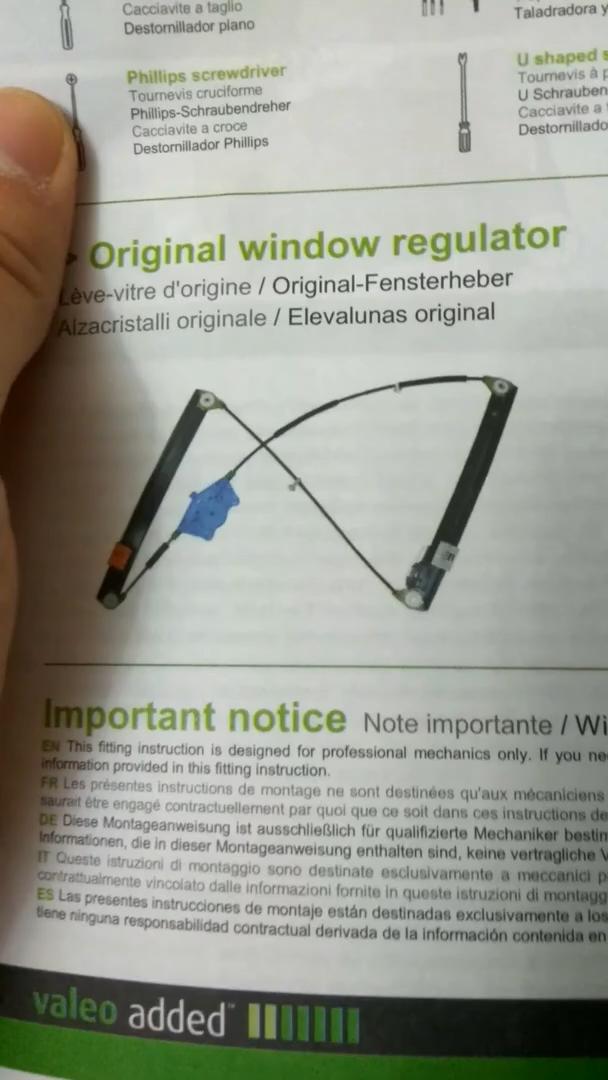 Cacciavite a taglio
Destornillador plano
Taladradora y
Phillips screwdriver
Tournevis cruciforme
Phillips-Schraubendreher
Cacciavite a croce
Destornillador Phillips
U shaped s
Tournevis à p
U Schrauben
Cacciavite a
Destornillado
Original window regulator
Lève-vitre d'origine / Original-Fensterheber
Alzacristalli originale / Elevalunas original
Important notice Note importante / Wi
EN This fitting instruction is designed for professional mechanics only. If you ne
information provided in this fitting instruction.
FR Les présentes instructions de montage ne sont destinées qu'aux mécaniciens
saurait être engagé contractuellement par quoi que ce soit dans ces instructions de
DE Diese Montageanweisung ist ausschließlich für qualifizierte Mechaniker bestim
Informationen, die in dieser Montageanweisung enthalten sind, keine vertragliche V
IT Queste istruzioni di montaggio sono destinate esclusivamente a meccanici p
contrattualmente vincolato dalle informazioni fornite in queste istruzioni di montagg
ES Las presentes instrucciones de montaje están destinadas exclusivamente a los
tiene ninguna responsabilidad contractual derivada de la información contenida en
valeo added™